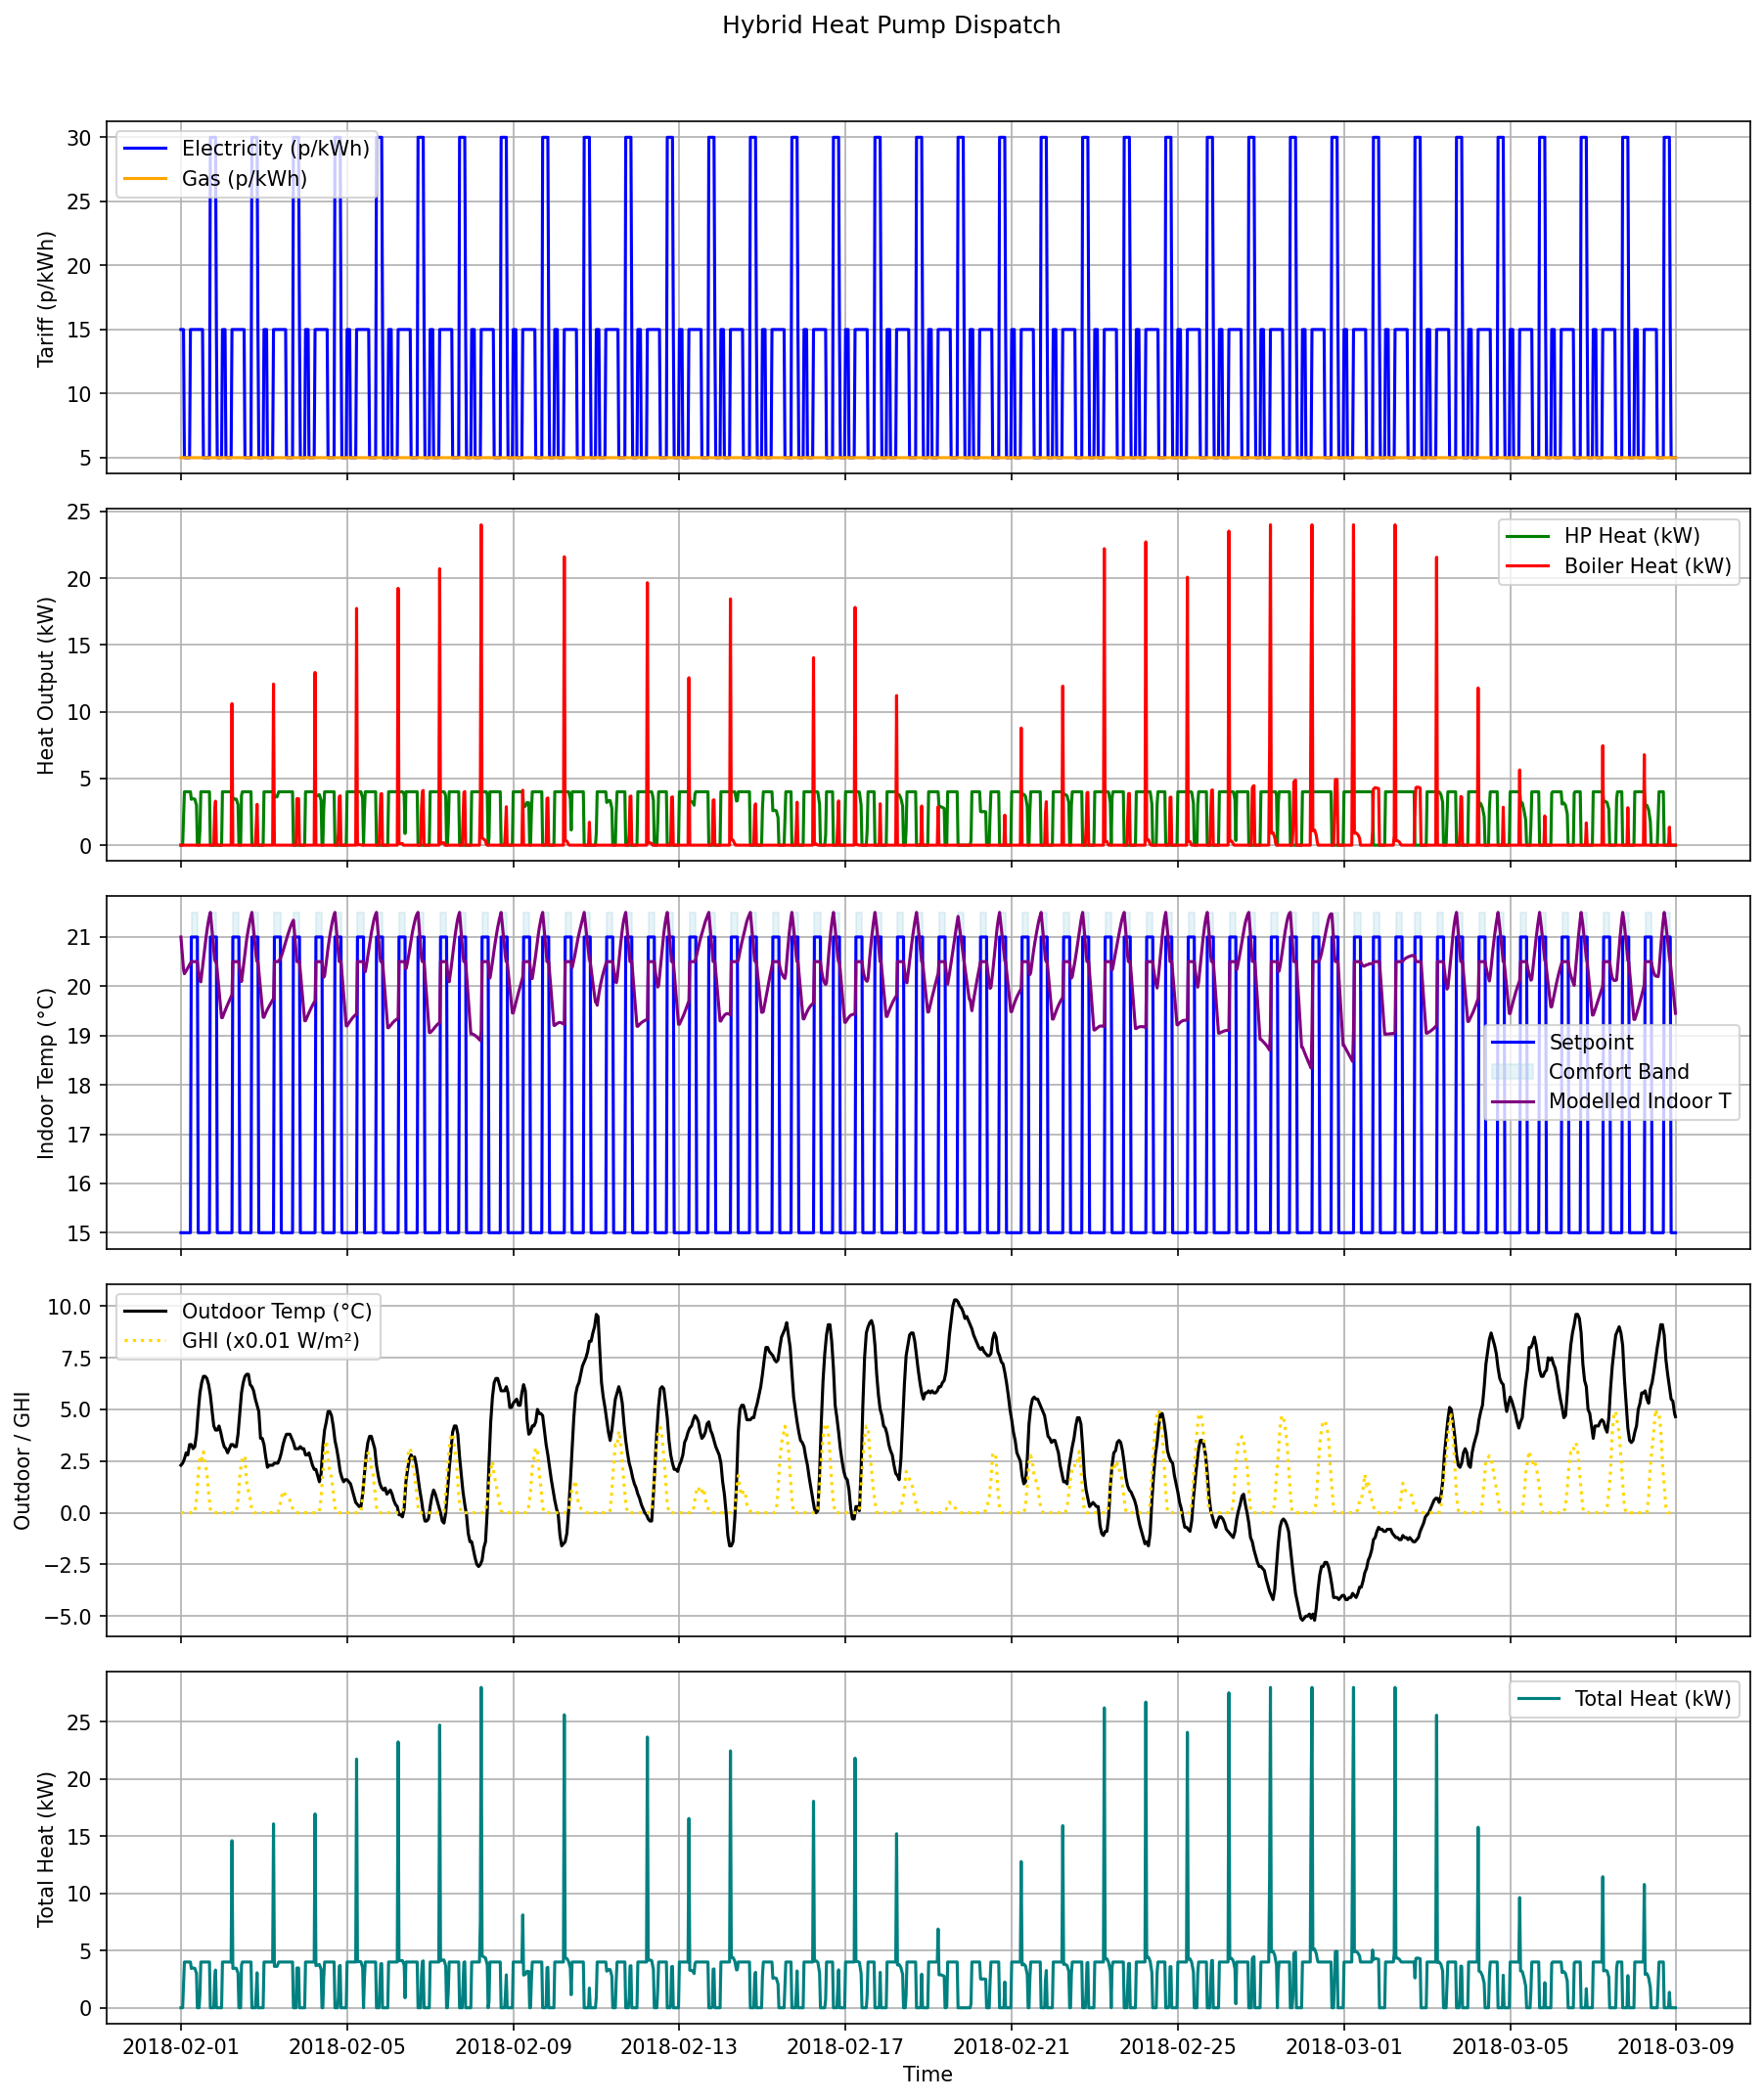 Hybrid Heat Pump Dispatch
30
25
20
15
10
5
Tariff (p/kWh)
Electricity (p/kWh)
Gas (p/kWh)
25
20
15
10
5
0
Heat Output (kW)
HP Heat (kW)
Boiler Heat (kW)
21
20
19
18
17
16
15
Indoor Temp (°C)
Setpoint
Comfort Band
Modelled Indoor T
10.0
7.5
5.0
2.5
0.0
−2.5
−5.0
Outdoor / GHI
Outdoor Temp (°C)
GHI (x0.01 W/m²)
25
20
15
10
5
0
Total Heat (kW)
Total Heat (kW)
2018-02-01 2018-02-05 2018-02-09 2018-02-13 2018-02-17 2018-02-21 2018-02-25 2018-03-01 2018-03-05 2018-03-09
Time